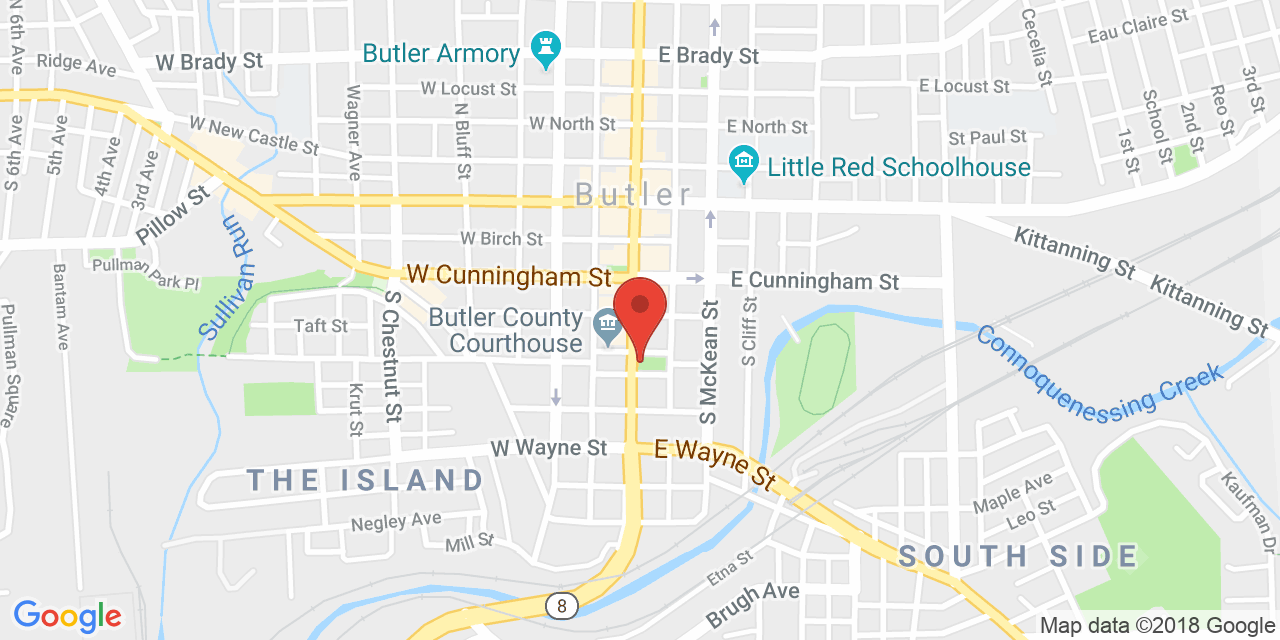 N 6th Ave
Ridge Ave
W Brady St
Butler Armory
E Brady St
Cecelia St
Eau Claire St
3rd St
W Locust St
E Locust St
Reo St
2nd St
School St
1st St
S 6th Ave
5th Ave
4th Ave
3rd Ave
W New Castle St
Wagner Ave
N Bluff St
W North St
E North St
St Paul St
Little Red Schoolhouse
Butler
Pillow St
Sullivan Run
W Birch St
Kittanning St
Kittanning St
Pullman Park Pl
Bantam Ave
Pullman Square
W Cunningham St
E Cunningham St
S Chestnut St
Taft St
Butler County
Courthouse
S McKean St
S Cliff St
Connoquenessing Creek
Krut St
W Wayne St
E Wayne St
THE ISLAND
Negley Ave
Mill St
Maple Ave
Leo St
Kaufman Dr
SOUTH SIDE
Etna St
Brugh Ave
8
Google
Map data ©2018 Google